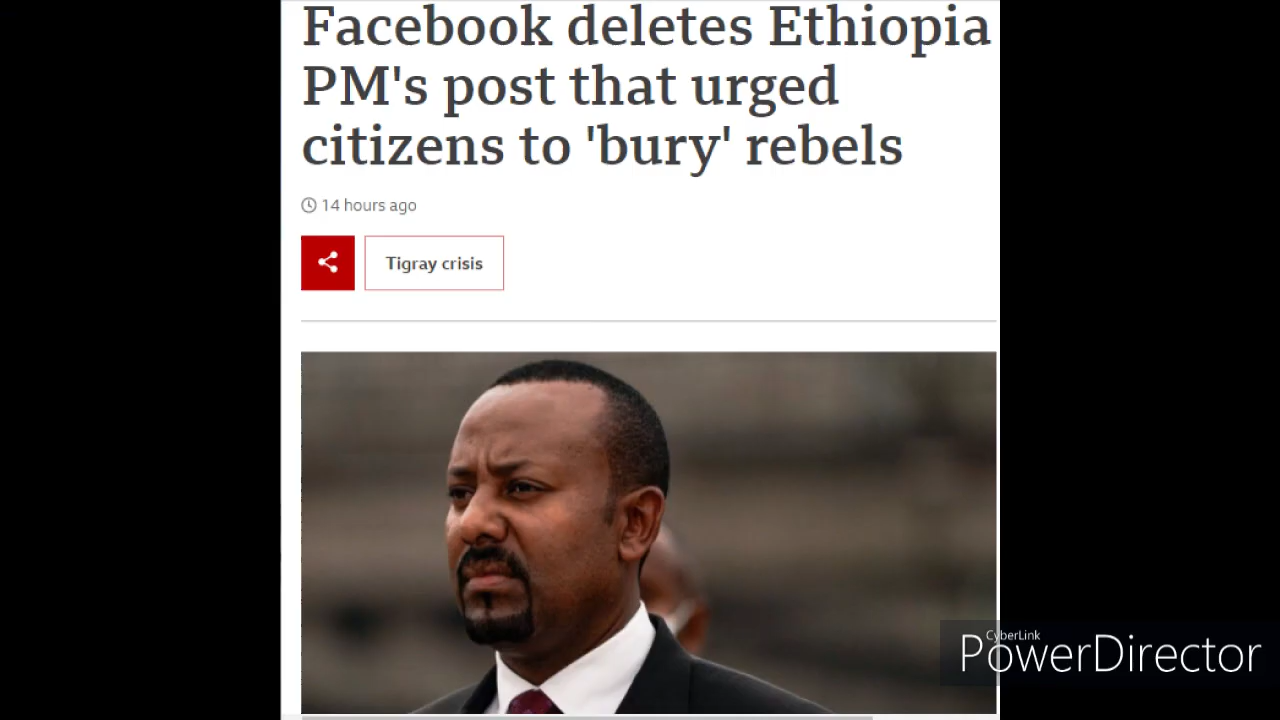 Facebook deletes Ethiopia
PM's post that urged
citizens to 'bury' rebels
14 hours ago
Tigray crisis
CyberLink
PowerDirector